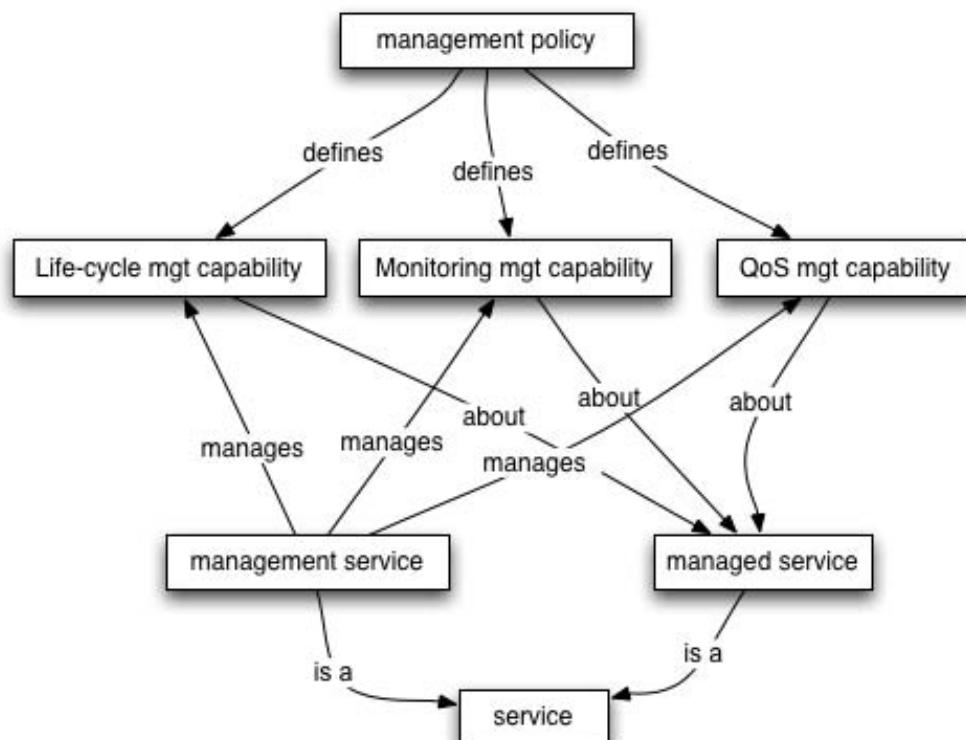 management policy
defines
defines
defines
Life-cycle mgt capability
Monitoring mgt capability
QoS mgt capability
about
about
about
manages
manages
manages
management service
managed service
is a
is a
service